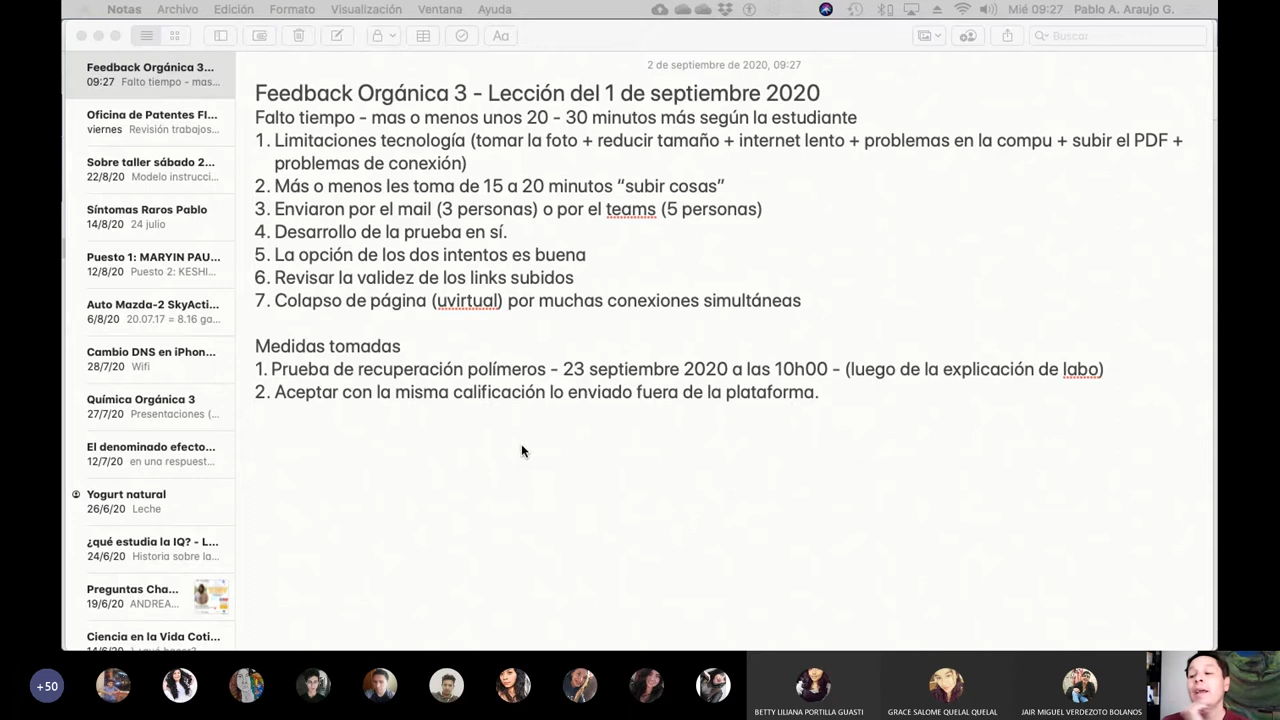 Notas Archivo Edición Formato Visualización Ventana Ayuda Mié 09:27 Pablo A. Araujo G.
Aa Buscar
Feedback Orgánica 3...
09:27 Falto tiempo - mas...
Oficina de Patentes FI...
viernes Revisión trabajos...
Sobre taller sábado 2...
22/8/20 Modelo instrucci...
Síntomas Raros Pablo
14/8/20 24 julio
Puesto 1: MARYIN PAU...
12/8/20 Puesto 2: KESHI...
Auto Mazda-2 SkyActi...
6/8/20 20.07.17 = 8.16 ga...
Cambio DNS en iPhon...
28/7/20 Wifi
Química Orgánica 3
27/7/20 Presentaciones (...
El denominado efecto...
12/7/20 en una respuest...
Yogurt natural
26/6/20 Leche
¿qué estudia la IQ? - L...
24/6/20 Historia sobre la...
Preguntas Cha...
19/6/20 ANDREA...
Ciencia en la Vida Coti...
2 de septiembre de 2020, 09:27
Feedback Orgánica 3 - Lección del 1 de septiembre 2020
Falto tiempo - mas o menos unos 20 - 30 minutos más según la estudiante
1. Limitaciones tecnología (tomar la foto + reducir tamaño + internet lento + problemas en la compu + subir el PDF +
problemas de conexión)
2. Más o menos les toma de 15 a 20 minutos “subir cosas”
3. Enviaron por el mail (3 personas) o por el teams (5 personas)
4. Desarrollo de la prueba en sí.
5. La opción de los dos intentos es buena
6. Revisar la validez de los links subidos
7. Colapso de página (uvirtual) por muchas conexiones simultáneas
Medidas tomadas
1. Prueba de recuperación polímeros - 23 septiembre 2020 a las 10h00 - (luego de la explicación de labo)
2. Aceptar con la misma calificación lo enviado fuera de la plataforma.
+50
BETTY LILIANA PORTILLA GUASTI
GRACE SALOME QUELAL QUELAL
JAIR MIGUEL VERDEZOTO BOLANOS